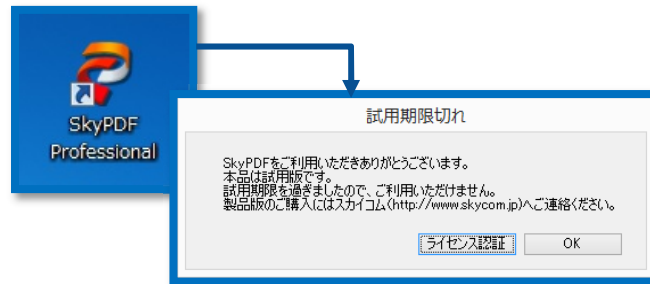 SkyPDF
Professional
試用期限切れ
SkyPDFをご利用いただきありがとうございます。
本品は試用版です。
試用期限を過ぎましたので、ご利用いただけません。
製品版のご購入にはスカイコム(http://www.skycom.jp)へご連絡ください。
ライセンス認証
OK